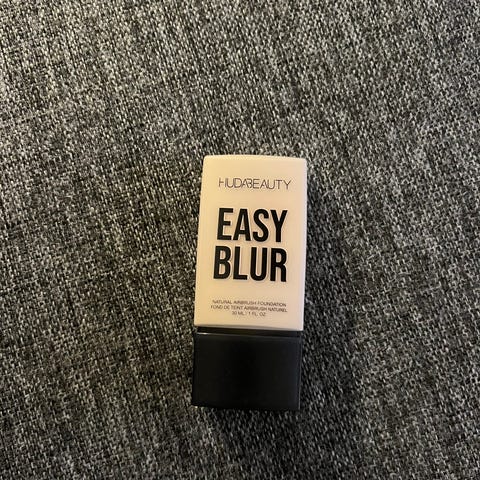 HUDABEAUTY
EASY
BLUR
NATURAL AIRBRUSH FOUNDATION
FOND DE TEINT AIRBRUSH NATUREL
30 ML / 1 FL. OZ